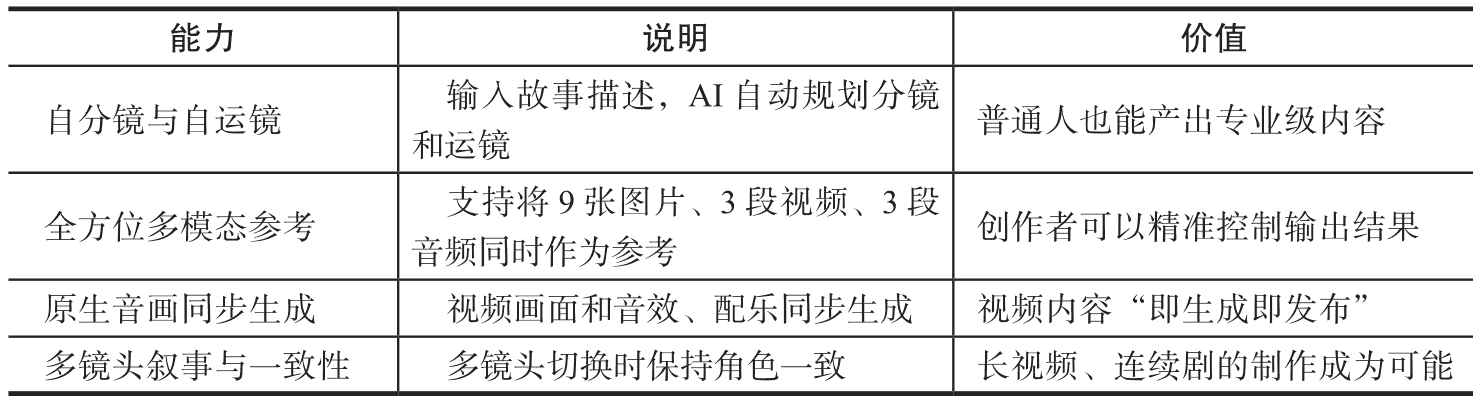 能力 说明 价值
自分镜与自运镜 输入故事描述，AI 自动规划分镜 普通人也能产出专业级内容
和运镜
全方位多模态参考 支持将 9 张图片、3 段视频、3 段 创作者可以精准控制输出结果
音频同时作为参考
原生音画同步生成 视频画面和音效、配乐同步生成 视频内容“即生成即发布”
多镜头叙事与一致性 多镜头切换时保持角色一致 长视频、连续剧的制作成为可能